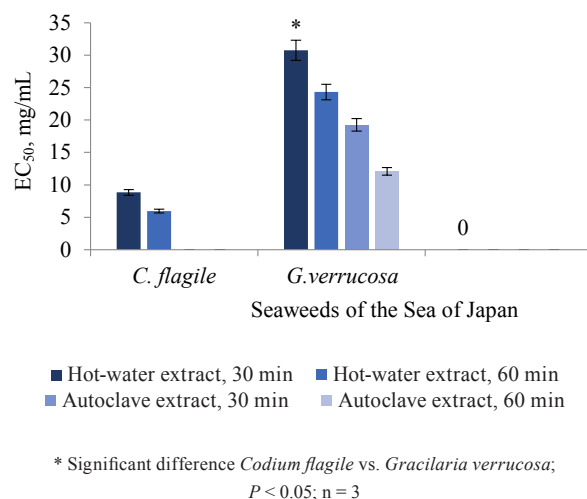 35
30
25
20
15
10
5
0
EC₅₀, mg/mL
*
0
C. flagile
G.verrucosa
Seaweeds of the Sea of Japan
Hot-water extract, 30 min
Hot-water extract, 60 min
Autoclave extract, 30 min
Autoclave extract, 60 min
* Significant difference Codium flagile vs. Gracilaria verrucosa;
P < 0.05; n = 3